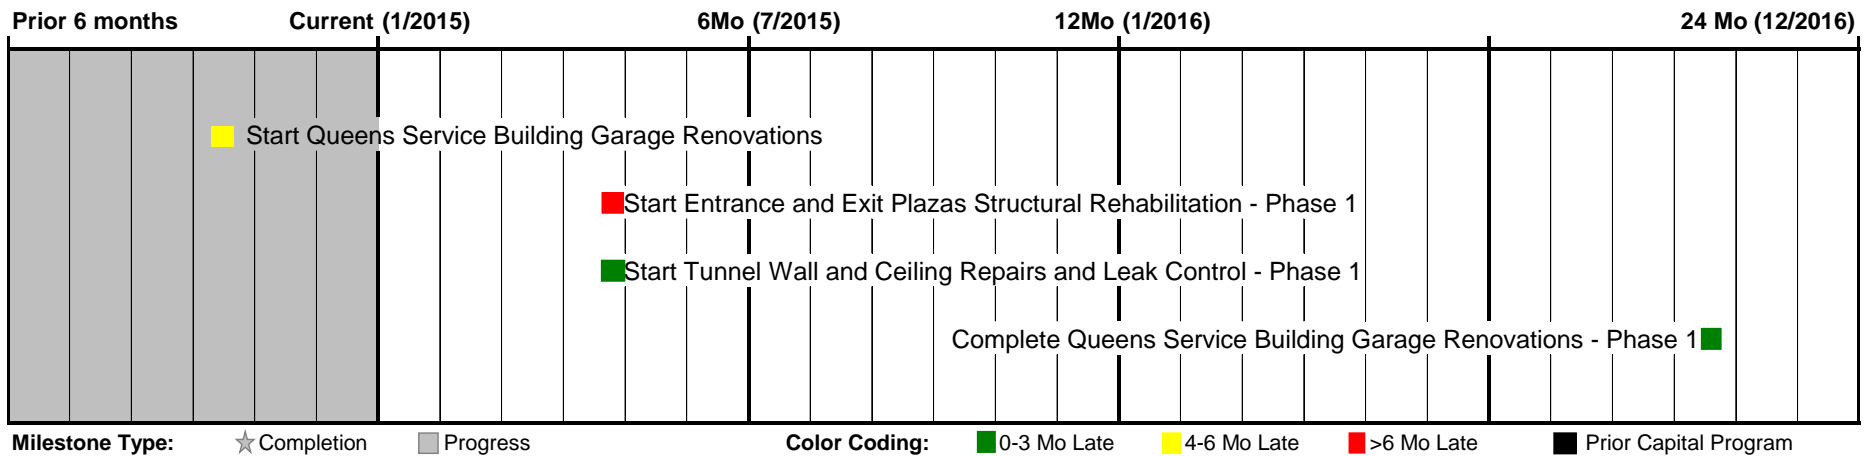 Prior 6 months Current (1/2015) 6Mo (7/2015) 12Mo (1/2016) 24 Mo (12/2016)
Start Queens Service Building Garage Renovations
Start Entrance and Exit Plazas Structural Rehabilitation - Phase 1
Start Tunnel Wall and Ceiling Repairs and Leak Control - Phase 1
Complete Queens Service Building Garage Renovations - Phase 1
Milestone Type: Completion Progress Color Coding: 0-3 Mo Late 4-6 Mo Late >6 Mo Late Prior Capital Program